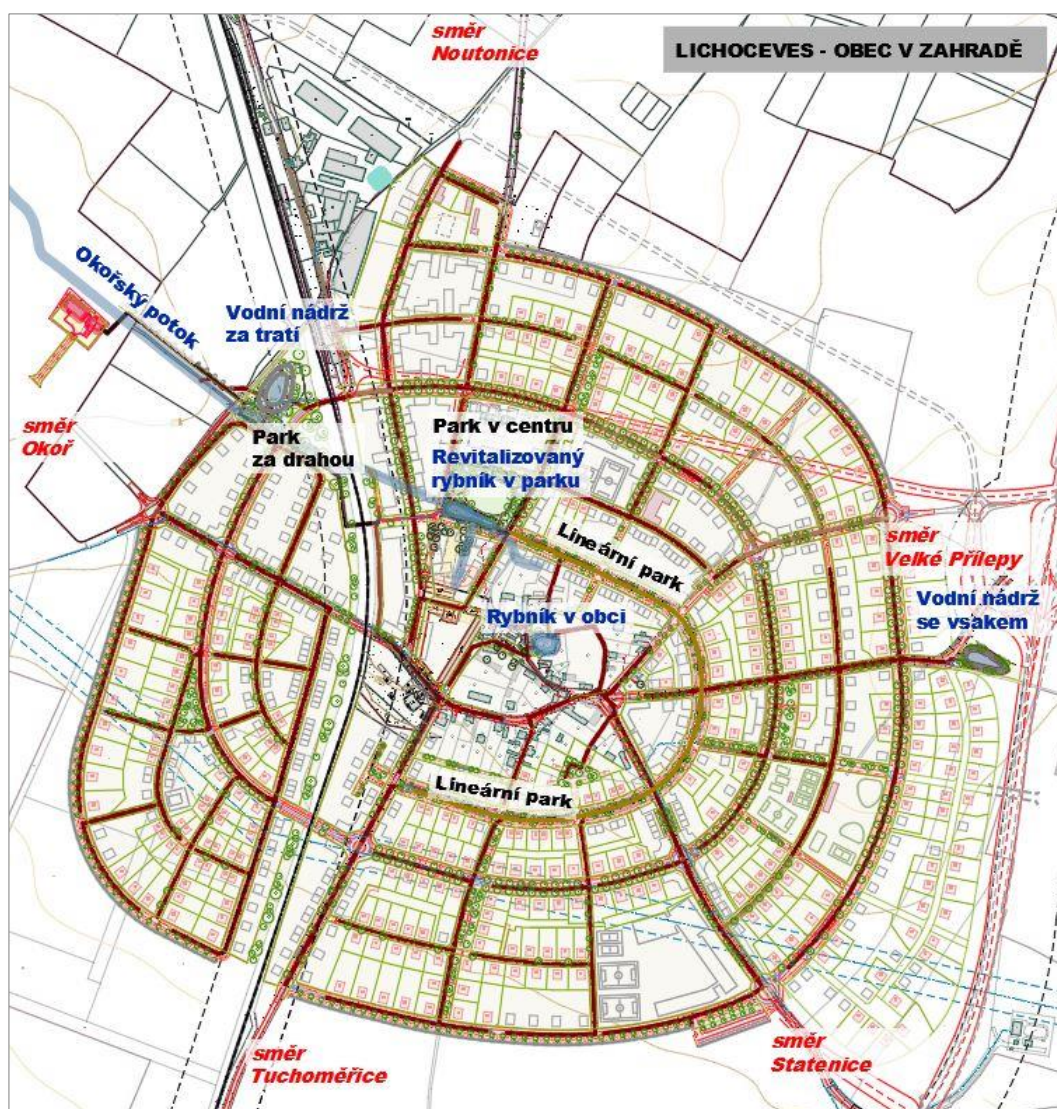 směr
Noutonice
LICHOCEVES - OBEC V ZAHRADĚ
Okořský potok
Vodní nádrž
za tratí
směr
Okoř
Park
za drahou
Park v centru
Revitalizovaný
rybník v parku
Lineární park
směr
Velké Přílepy
Vodní nádrž
se vsakem
Rybník v obci
Lineární park
směr
Tuchoměřice
směr
Statenice